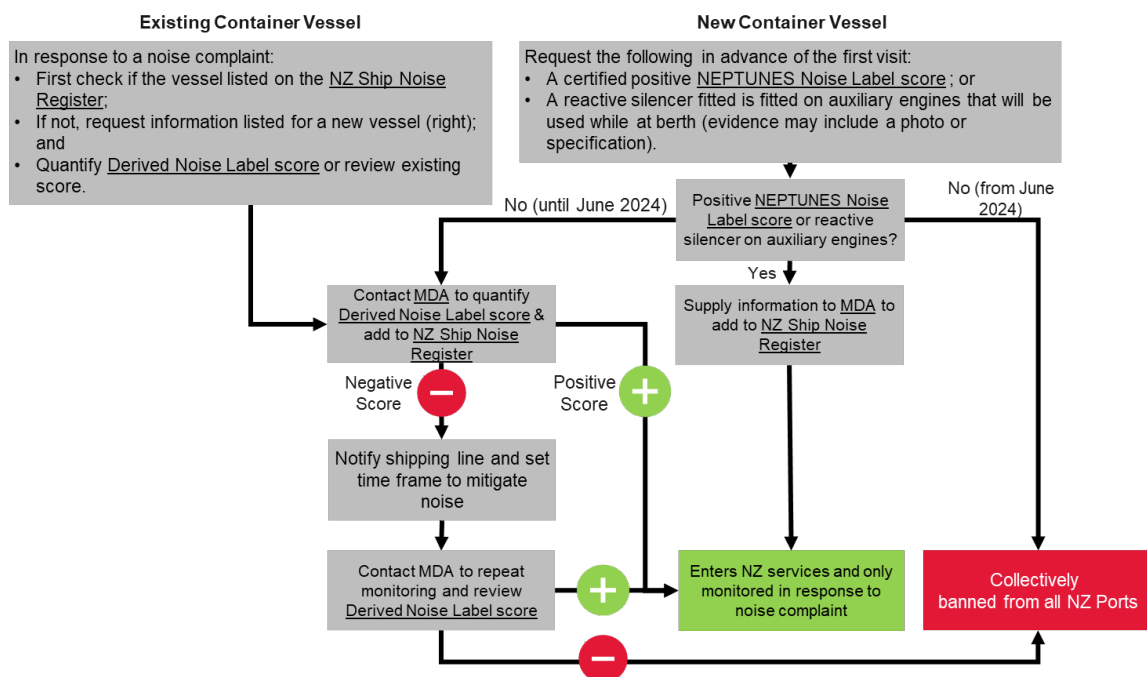 Existing Container Vessel
In response to a noise complaint:
• First check if the vessel listed on the NZ Ship Noise
Register;
• If not, request information listed for a new vessel (right);
and
• Quantify Derived Noise Label score or review existing
score.
New Container Vessel
Request the following in advance of the first visit:
• A certified positive NEPTUNES Noise Label score ; or
• A reactive silencer fitted is fitted on auxiliary engines that will be
used while at berth (evidence may include a photo or
specification).
No (until June 2024)
Positive NEPTUNES Noise
Label score or reactive
silencer on auxiliary engines?
No (from June
2024)
Yes
Contact MDA to quantify
Derived Noise Label score &
add to NZ Ship Noise
Register
Supply information to MDA to
add to NZ Ship Noise
Register
Negative
Score
Positive
Score
Notify shipping line and set
time frame to mitigate
noise
Contact MDA to repeat
monitoring and review
Derived Noise Label score
Enters NZ services and only
monitored in response to
noise complaint
Collectively
banned from all NZ Ports